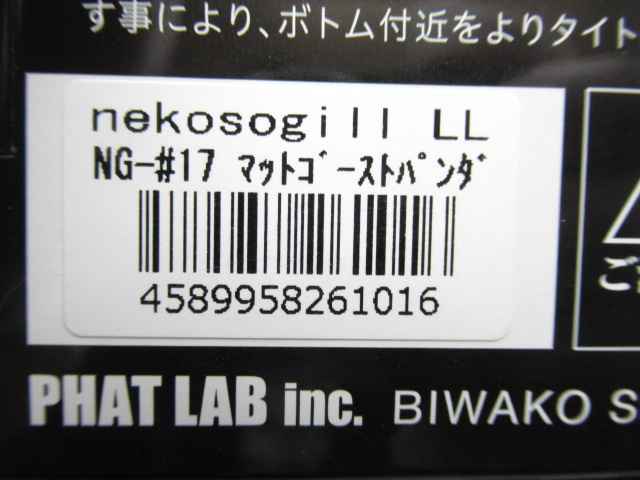 す事により、ボトム付近をよりタイト
nekosogill LL
NG-#17 マットゴーストパンダ
4589958261016
ご
PHAT LAB inc. BIWAKO S